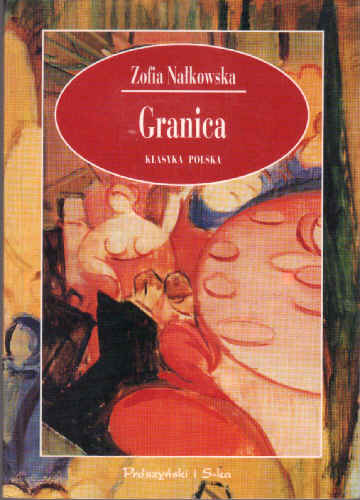 Zofia Nałkowska
Granica
KLASYKA POLSKA
Prószyński i S-ka